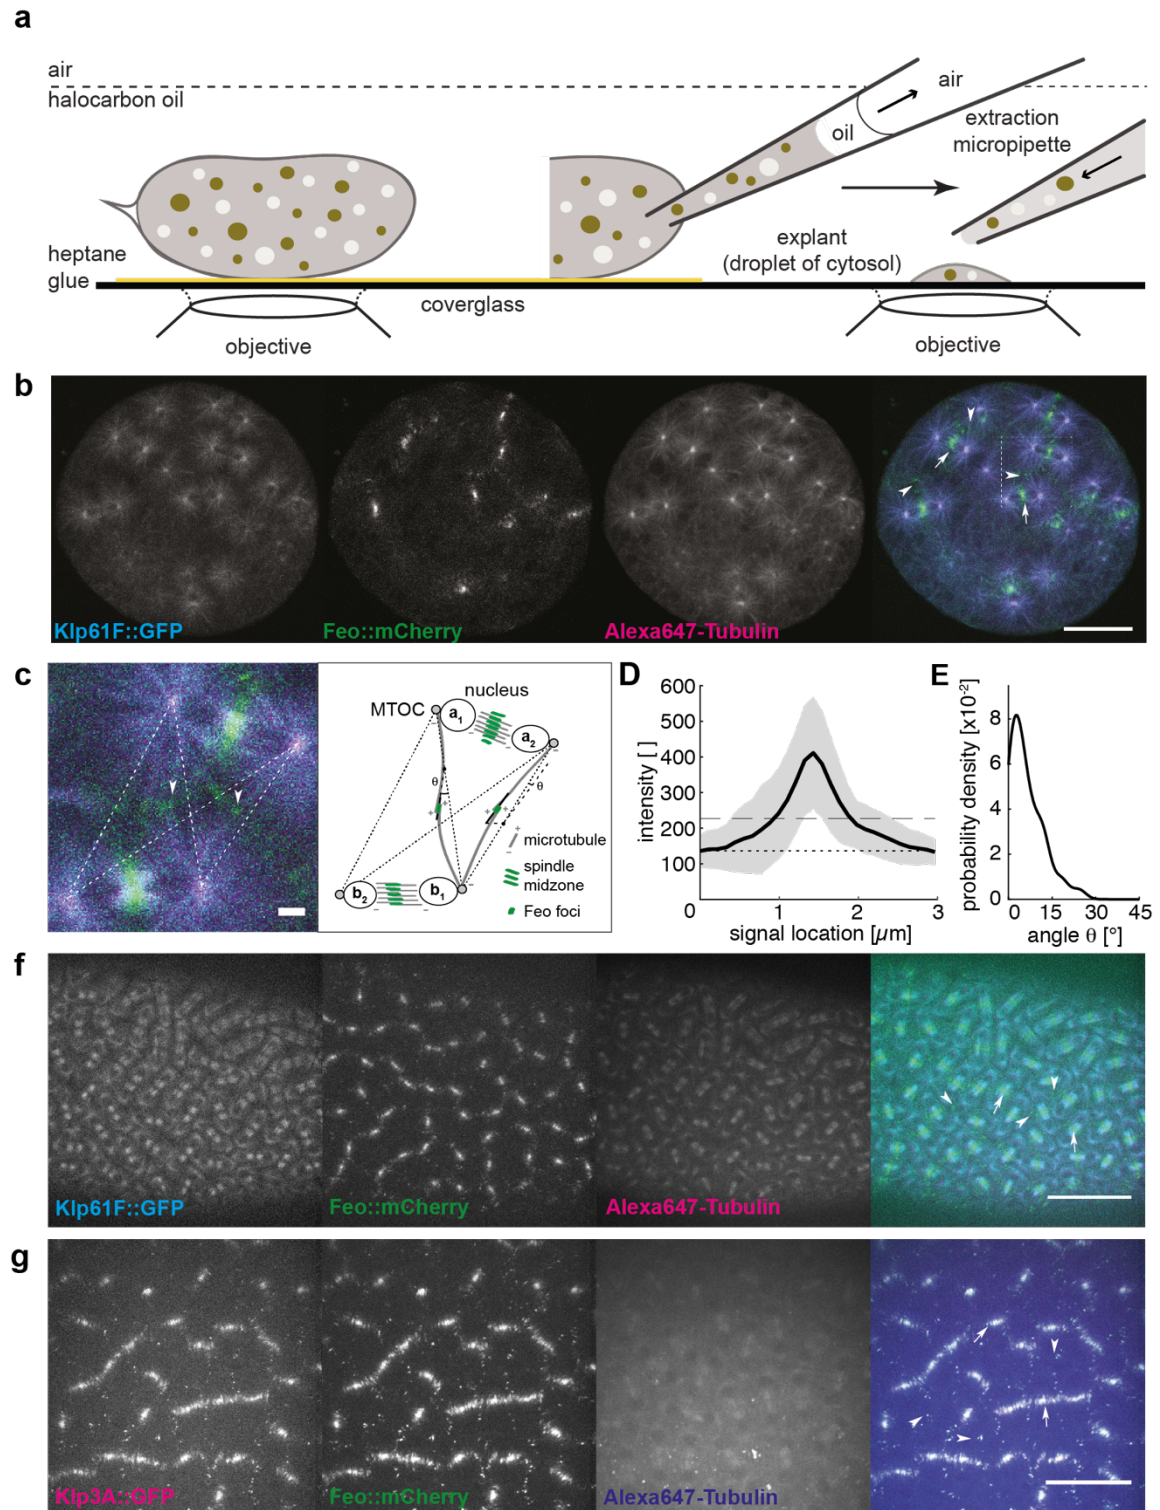 a
air
halocarbon oil
air
oil
extraction
micropipette
heptane
glue
explant
(droplet of cytosol)
coverglass
objective
objective
b
Klp61F::GFP
Feo::mCherry
Alexa647-Tubulin
c
MTOC
nucleus
a1
a2
θ
θ
+
+
+
+
-
-
-
-
b2
b1
+
microtubule
-
spindle
midzone
Feo foci
D
intensity [ ]
600
500
400
300
200
100
0
0
1
2
3
signal location [µm]
E
probability density [x10-2]
8
6
4
2
0
0
15
30
45
angle θ [°]
f
Klp61F::GFP
Feo::mCherry
Alexa647-Tubulin
g
Klp3A::GFP
Feo::mCherry
Alexa647-Tubulin